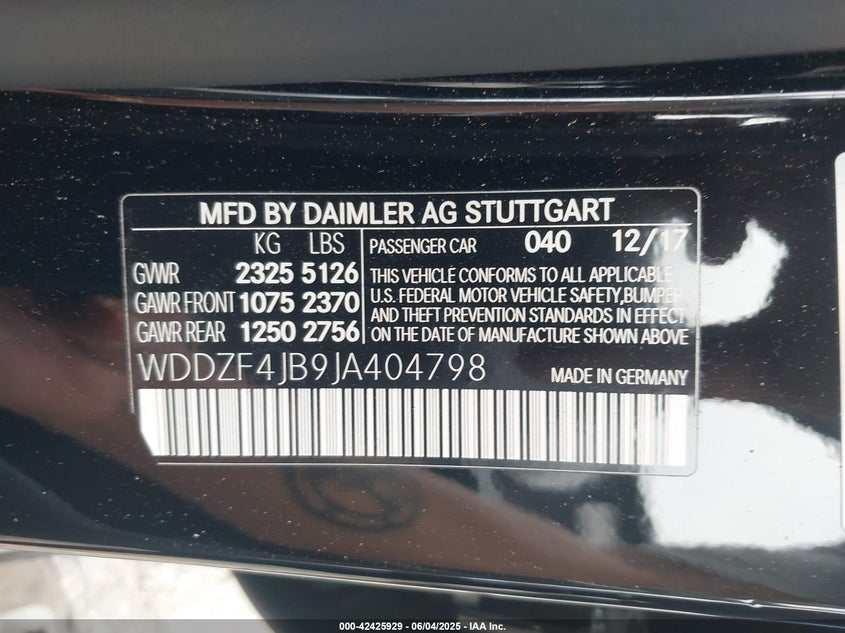 MFD BY DAIMLER AG STUTTGART
KG LBS
GVWR 2325 5126
GAWR FRONT 1075 2370
GAWR REAR 1250 2756
PASSENGER CAR 040 12/17
THIS VEHICLE CONFORMS TO ALL APPLICABLE
U.S. FEDERAL MOTOR VEHICLE SAFETY,BUMPER
AND THEFT PREVENTION STANDARDS IN EFFECT
ON THE DATE OF MANUFACTURE SHOWN ABOVE
WDDZF4JB9JA404798 MADE IN GERMANY
000-42425929 - 06/04/2025 - IAA Inc.